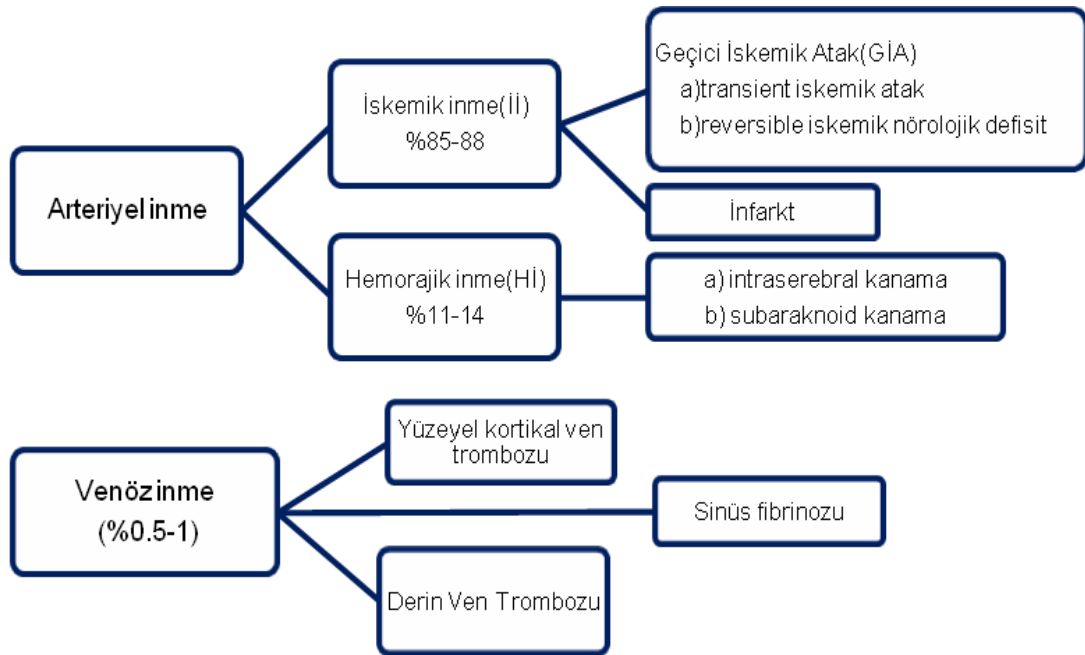 Arteriyel inme
İskemik inme(İİ)
%85-88
Geçici İskemik Atak(GİA)
a)transient iskemik atak
b)reversible iskemik nörolojik defisit
İnfarkt
Hemorajik inme(Hİ)
%11-14
a) intraserebral kanama
b) subaraknoid kanama
Venöz inme
(%0.5-1)
Yüzeyel kortikal ven
trombozu
Sinüs fibrinozu
Derin Ven Trombozu